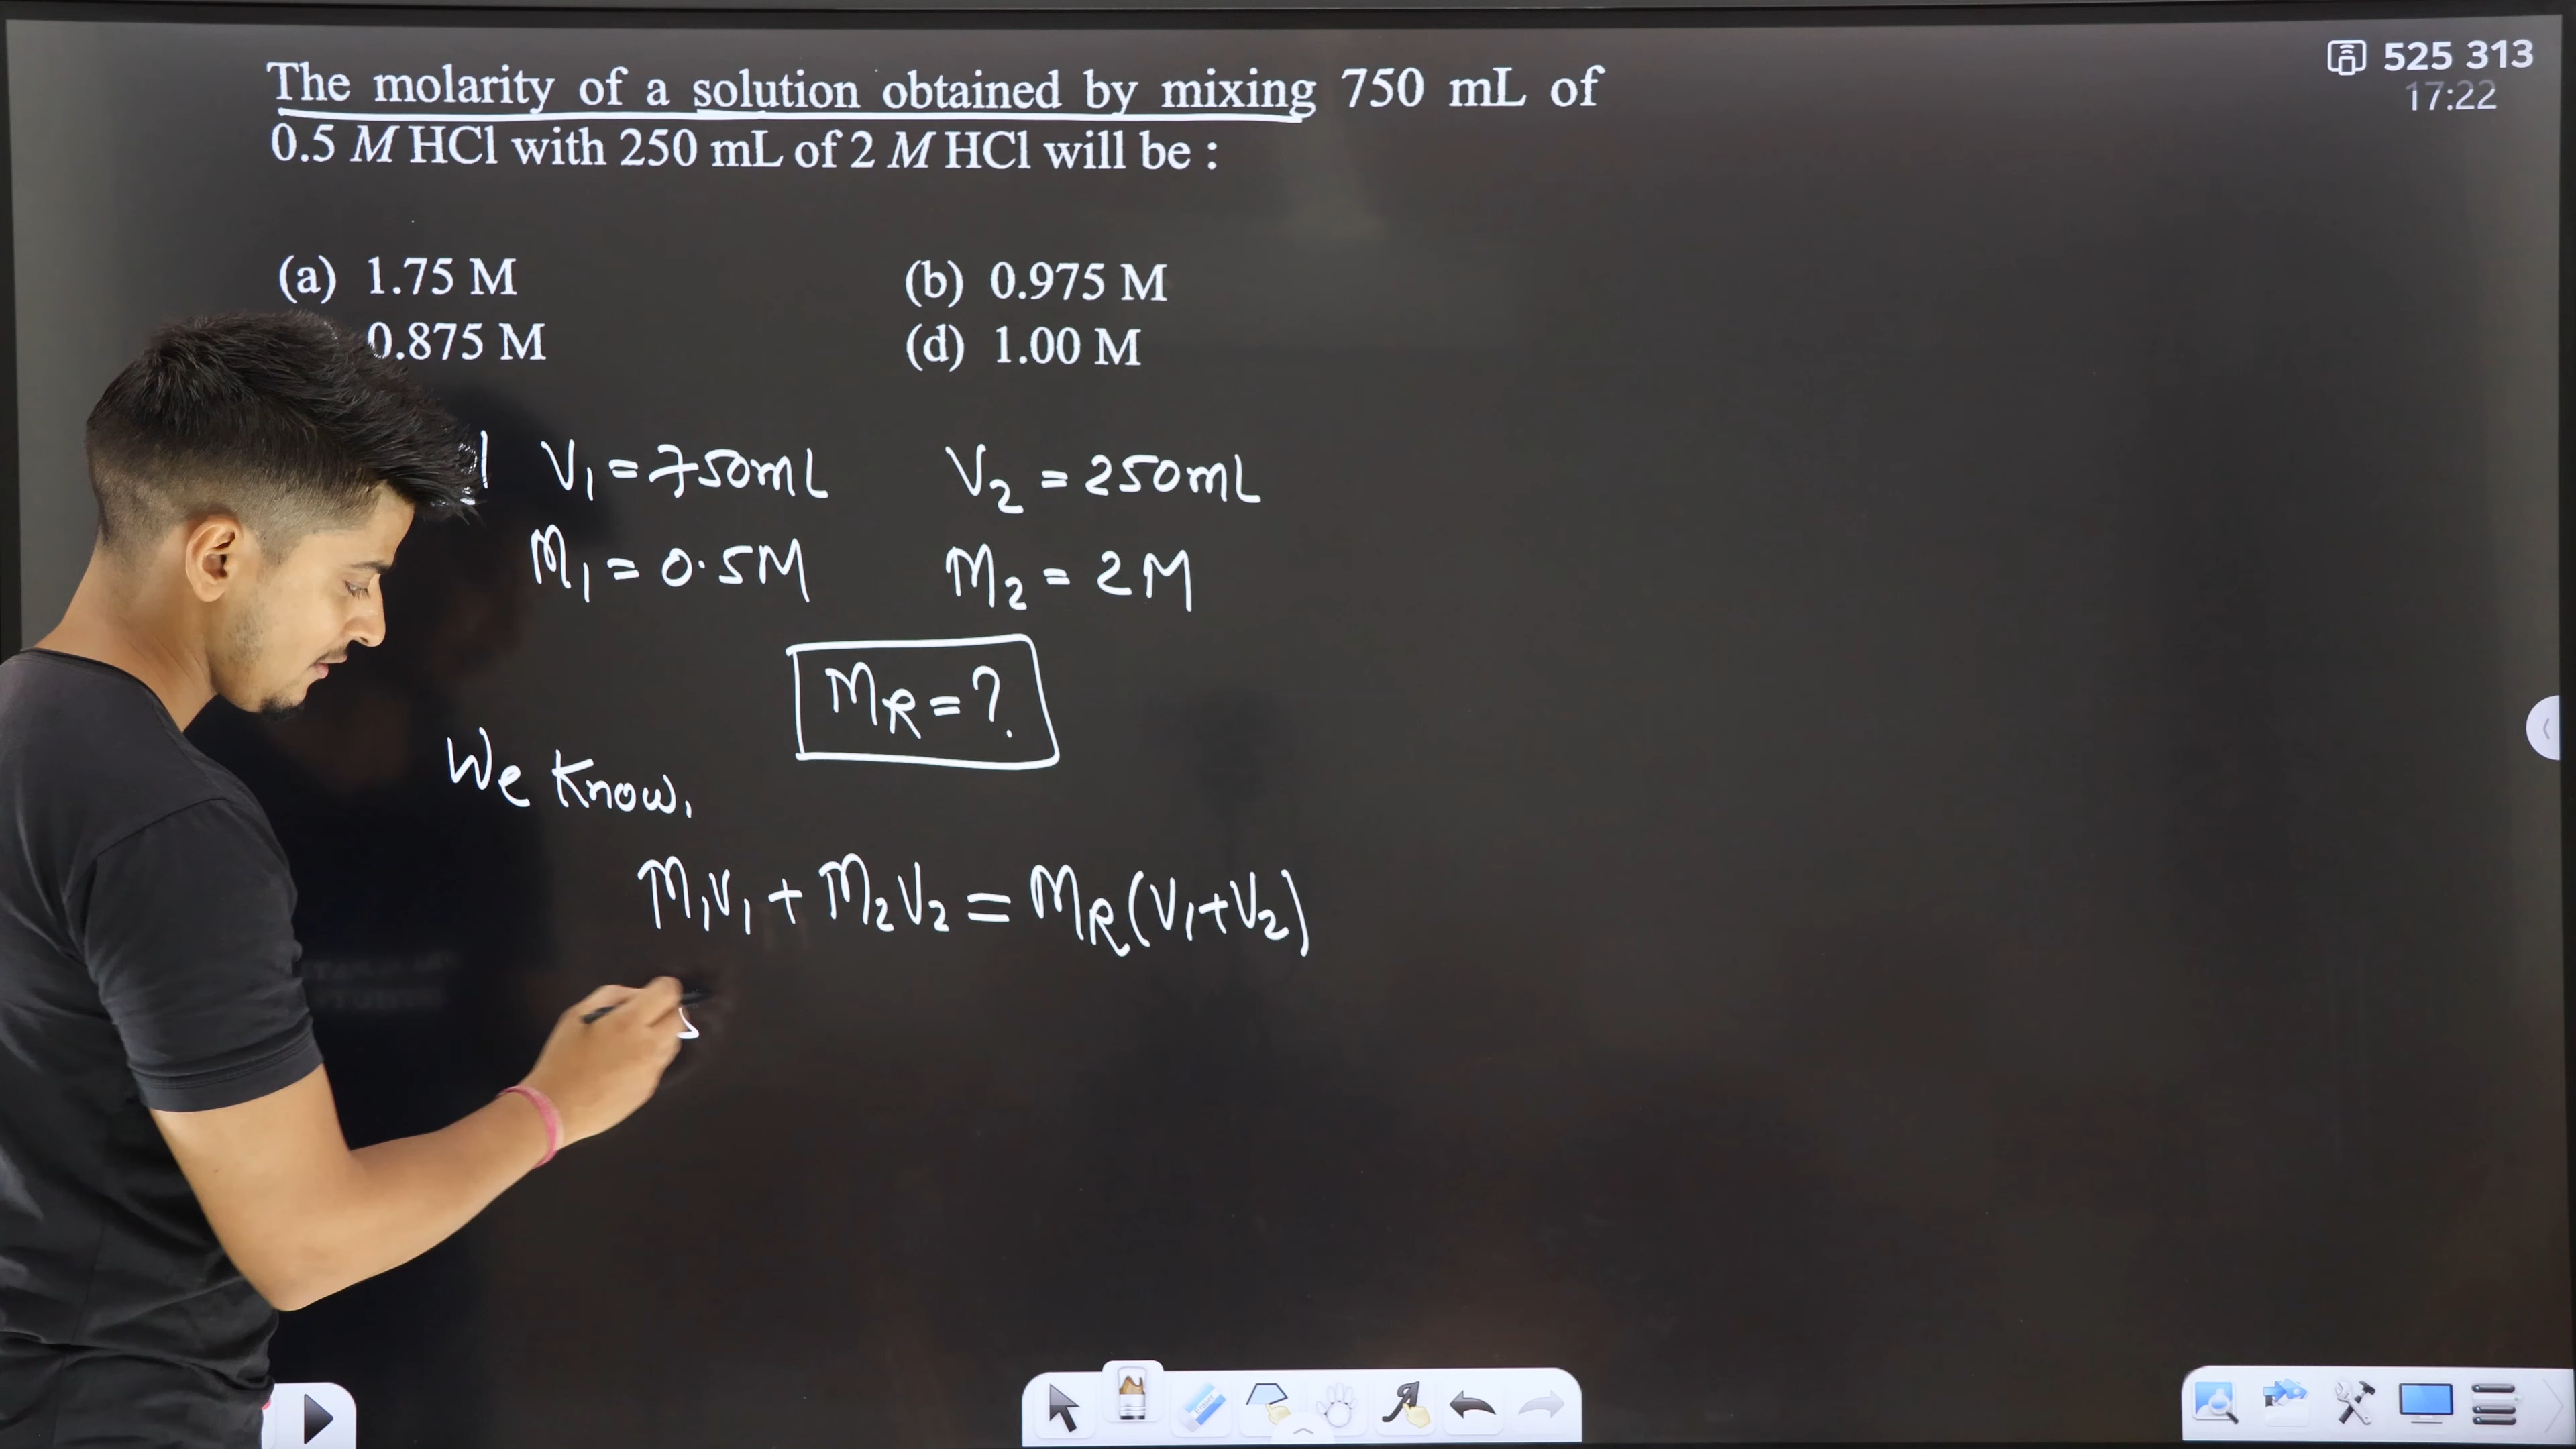 525 313
17:22
The molarity of a solution obtained by mixing 750 mL of
0.5 M HCl with 250 mL of 2 M HCl will be :
(a) 1.75 M (b) 0.975 M
0.875 M (d) 1.00 M
V₁ = 750mL V₂ = 250mL
M₁ = 0.5M M₂ = 2M
MR = ?
We know,
M₁V₁ + M₂V₂ = MR(V₁+V₂)